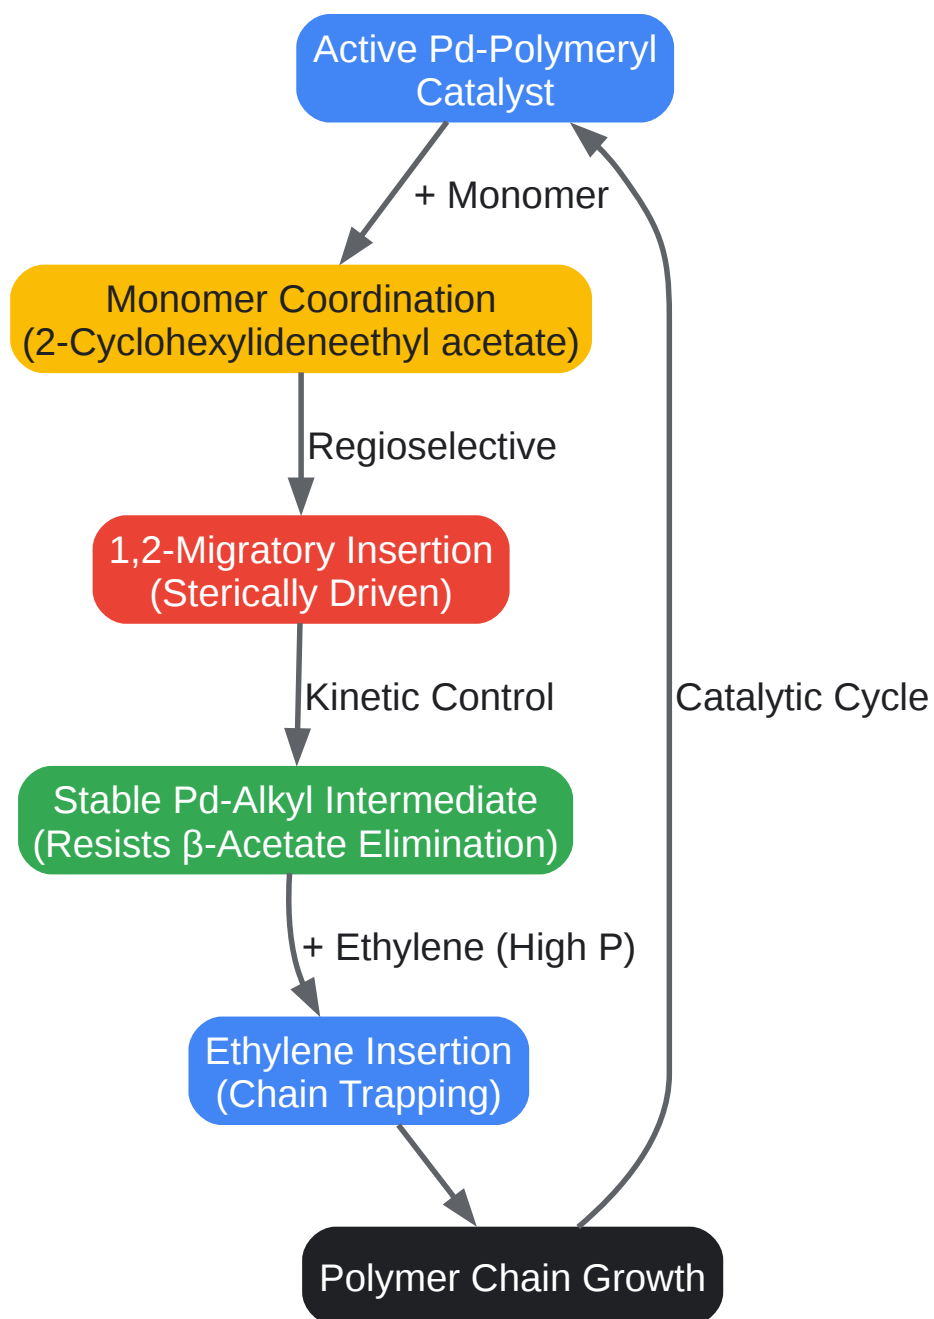 Active Pd-Polymeryl
Catalyst
+ Monomer
Monomer Coordination
(2-Cyclohexylideneethyl acetate)
Regioselective
1,2-Migratory Insertion
(Sterically Driven)
Kinetic Control
Catalytic Cycle
Stable Pd-Alkyl Intermediate
(Resists β-Acetate Elimination)
+ Ethylene (High P)
Ethylene Insertion
(Chain Trapping)
Polymer Chain Growth